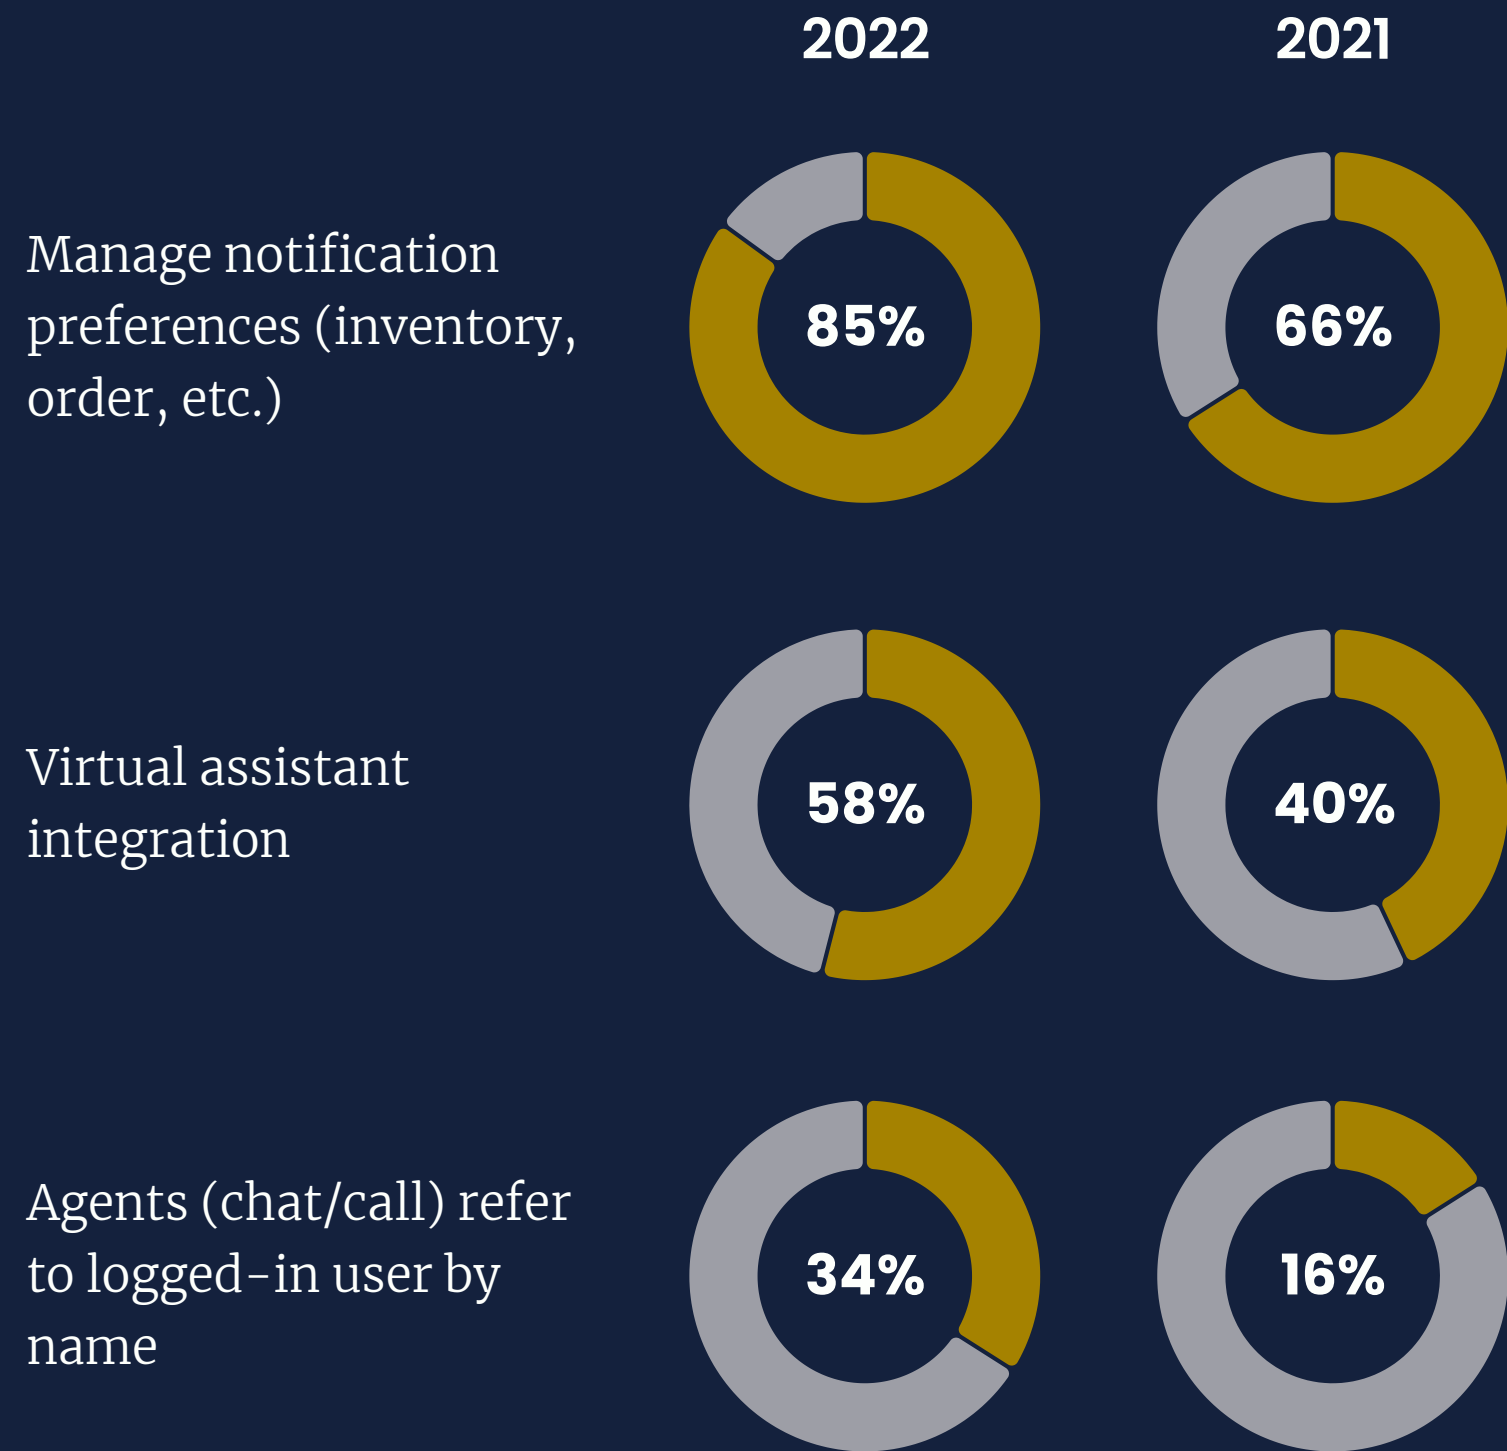 2022 2021
Manage notification
preferences (inventory,
order, etc.)
85% 66%
Virtual assistant
integration
58% 40%
Agents (chat/call) refer
to logged-in user by
name
34% 16%